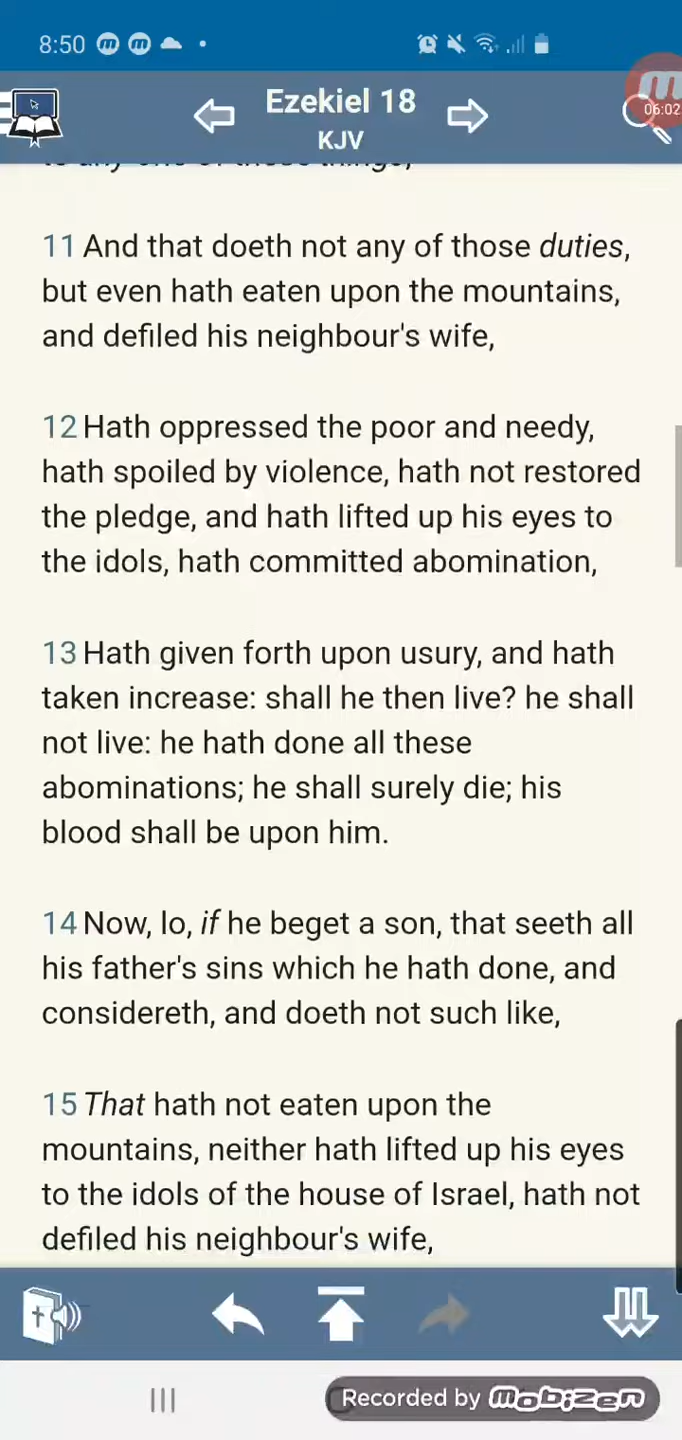 8:50
06:02
Ezekiel 18
KJV
to any one of these things,
11 And that doeth not any of those duties,
but even hath eaten upon the mountains,
and defiled his neighbour's wife,
12 Hath oppressed the poor and needy,
hath spoiled by violence, hath not restored
the pledge, and hath lifted up his eyes to
the idols, hath committed abomination,
13 Hath given forth upon usury, and hath
taken increase: shall he then live? he shall
not live: he hath done all these
abominations; he shall surely die; his
blood shall be upon him.
14 Now, lo, if he beget a son, that seeth all
his father's sins which he hath done, and
considereth, and doeth not such like,
15 That hath not eaten upon the
mountains, neither hath lifted up his eyes
to the idols of the house of Israel, hath not
defiled his neighbour's wife,
Recorded by mobizen